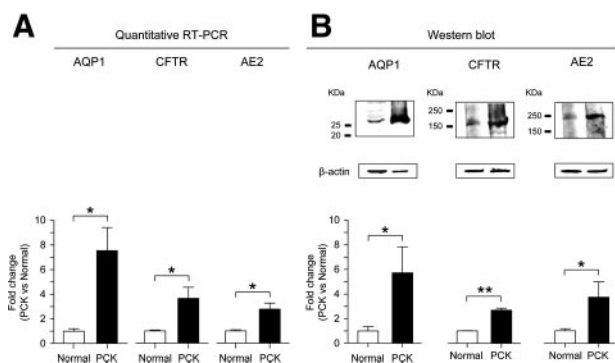 A
Quantitative RT-PCR
AQP1 CFTR AE2
Fold change
(PCK vs Normal)
10
8
6
4
2
0
* * *
Normal PCK Normal PCK Normal PCK
B
Western blot
AQP1 CFTR AE2
KDa KDa KDa
25
20
250
150
250
150
β-actin
Fold change
(PCK vs Normal)
10
8
6
4
2
0
* ** *
Normal PCK Normal PCK Normal PCK